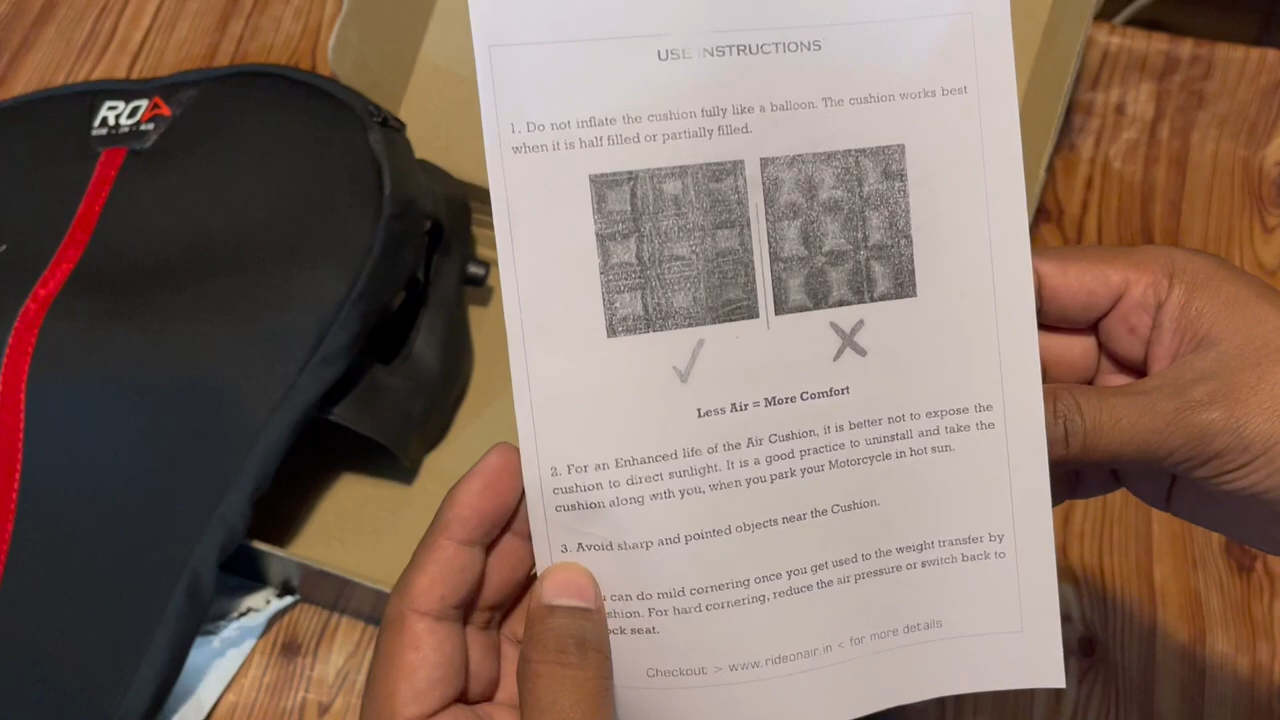 ROA
RIDE - ON - AIR
USE INSTRUCTIONS
1. Do not inflate the cushion fully like a balloon. The cushion works best
when it is half filled or partially filled.
Less Air = More Comfort
2. For an Enhanced life of the Air Cushion, it is better not to expose the
cushion to direct sunlight. It is a good practice to uninstall and take the
cushion along with you, when you park your Motorcycle in hot sun.
3. Avoid sharp and pointed objects near the Cushion.
can do mild cornering once you get used to the weight transfer by
shion. For hard cornering, reduce the air pressure or switch back to
ock seat.
Checkout > www.rideonair.in < for more details